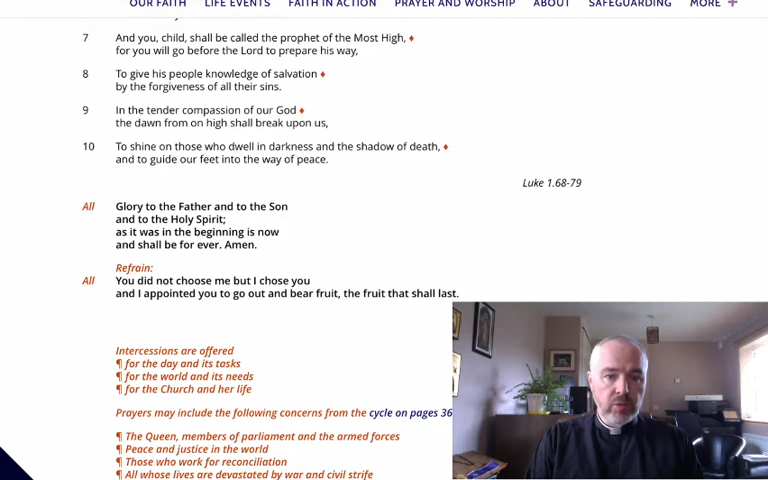 OUR FAITH LIFE EVENTS FAITH IN ACTION PRAYER AND WORSHIP ABOUT SAFEGUARDING MORE +
7 And you, child, shall be called the prophet of the Most High, ♦
for you will go before the Lord to prepare his way,
8 To give his people knowledge of salvation ♦
by the forgiveness of all their sins.
9 In the tender compassion of our God ♦
the dawn from on high shall break upon us,
10 To shine on those who dwell in darkness and the shadow of death, ♦
and to guide our feet into the way of peace.
Luke 1.68-79
All Glory to the Father and to the Son
and to the Holy Spirit;
as it was in the beginning is now
and shall be for ever. Amen.
Refrain:
All You did not choose me but I chose you
and I appointed you to go out and bear fruit, the fruit that shall last.
Intercessions are offered
¶ for the day and its tasks
¶ for the world and its needs
¶ for the Church and her life
Prayers may include the following concerns from the cycle on pages 36
¶ The Queen, members of parliament and the armed forces
¶ Peace and justice in the world
¶ Those who work for reconciliation
¶ All whose lives are devastated by war and civil strife